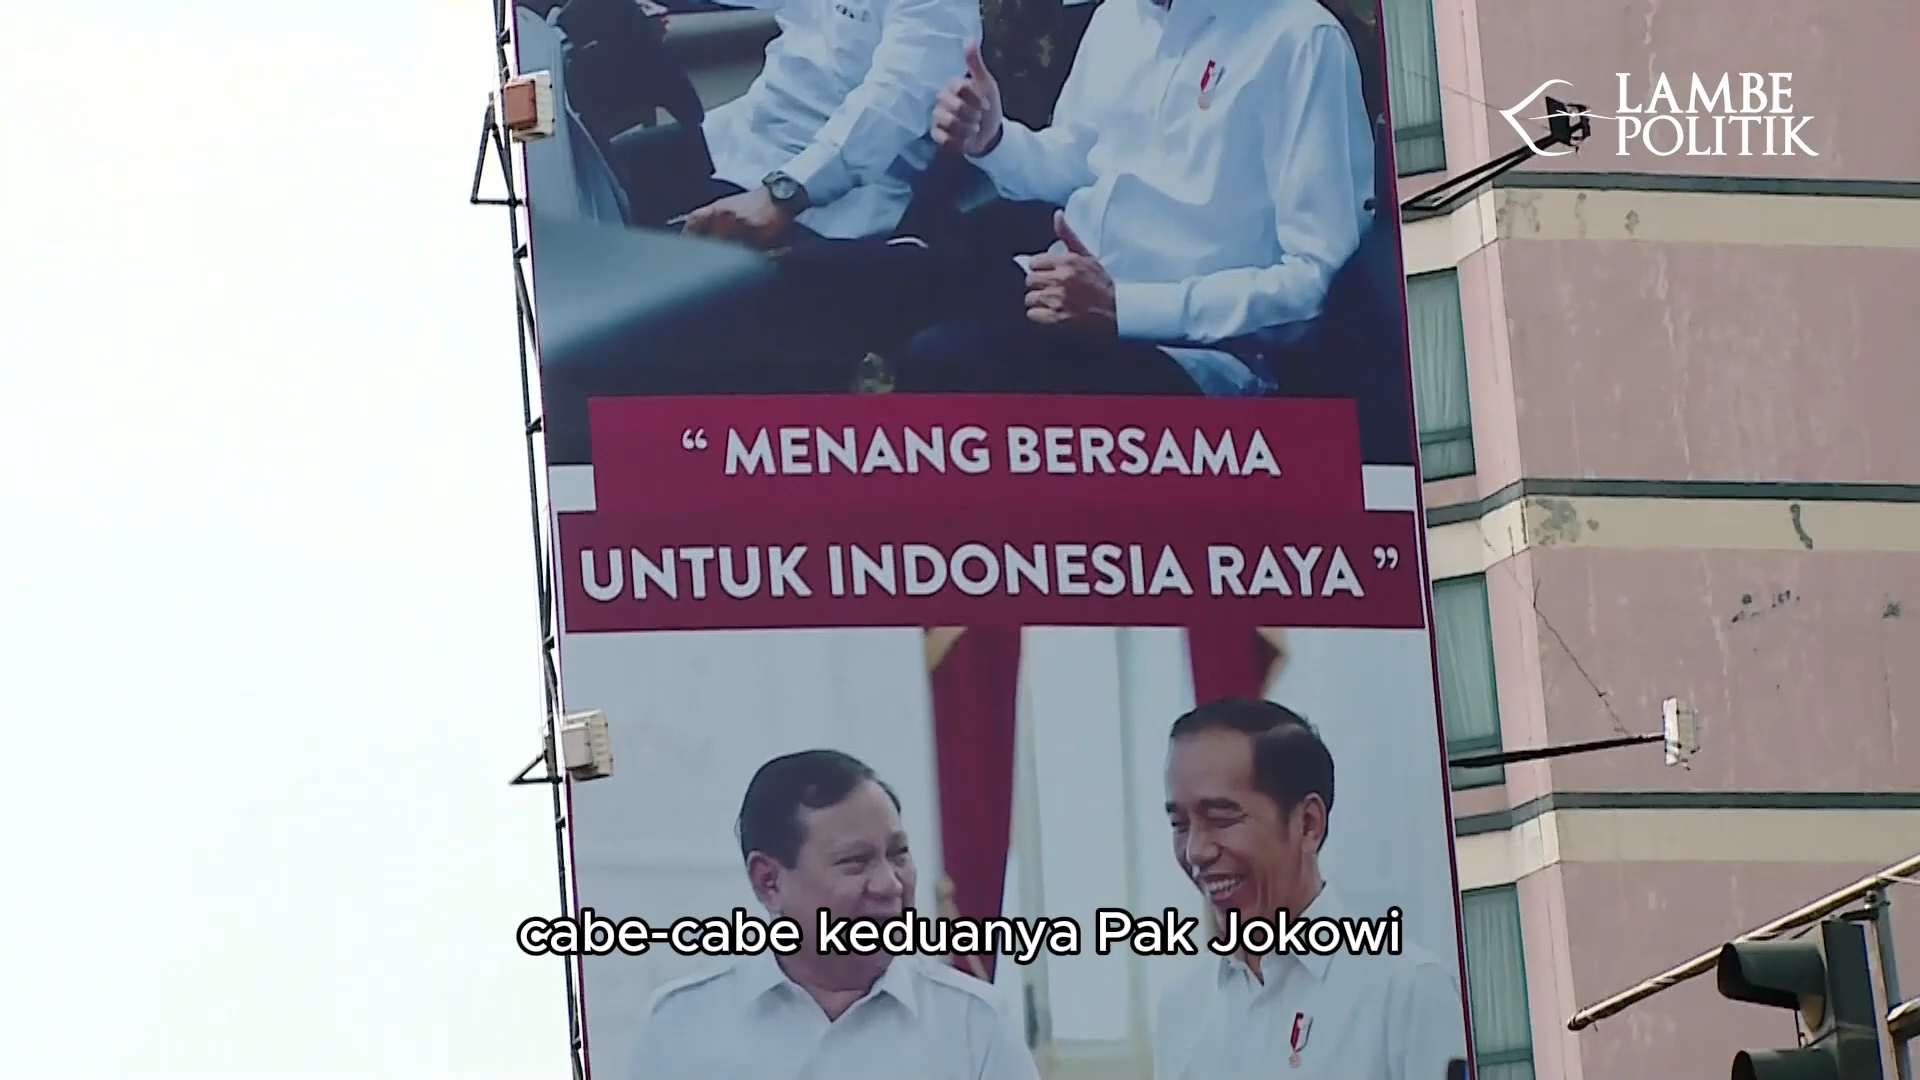 LAMBE
POLITIK
“ MENANG BERSAMA
UNTUK INDONESIA RAYA ”
cabe-cabe keduanya Pak Jokowi